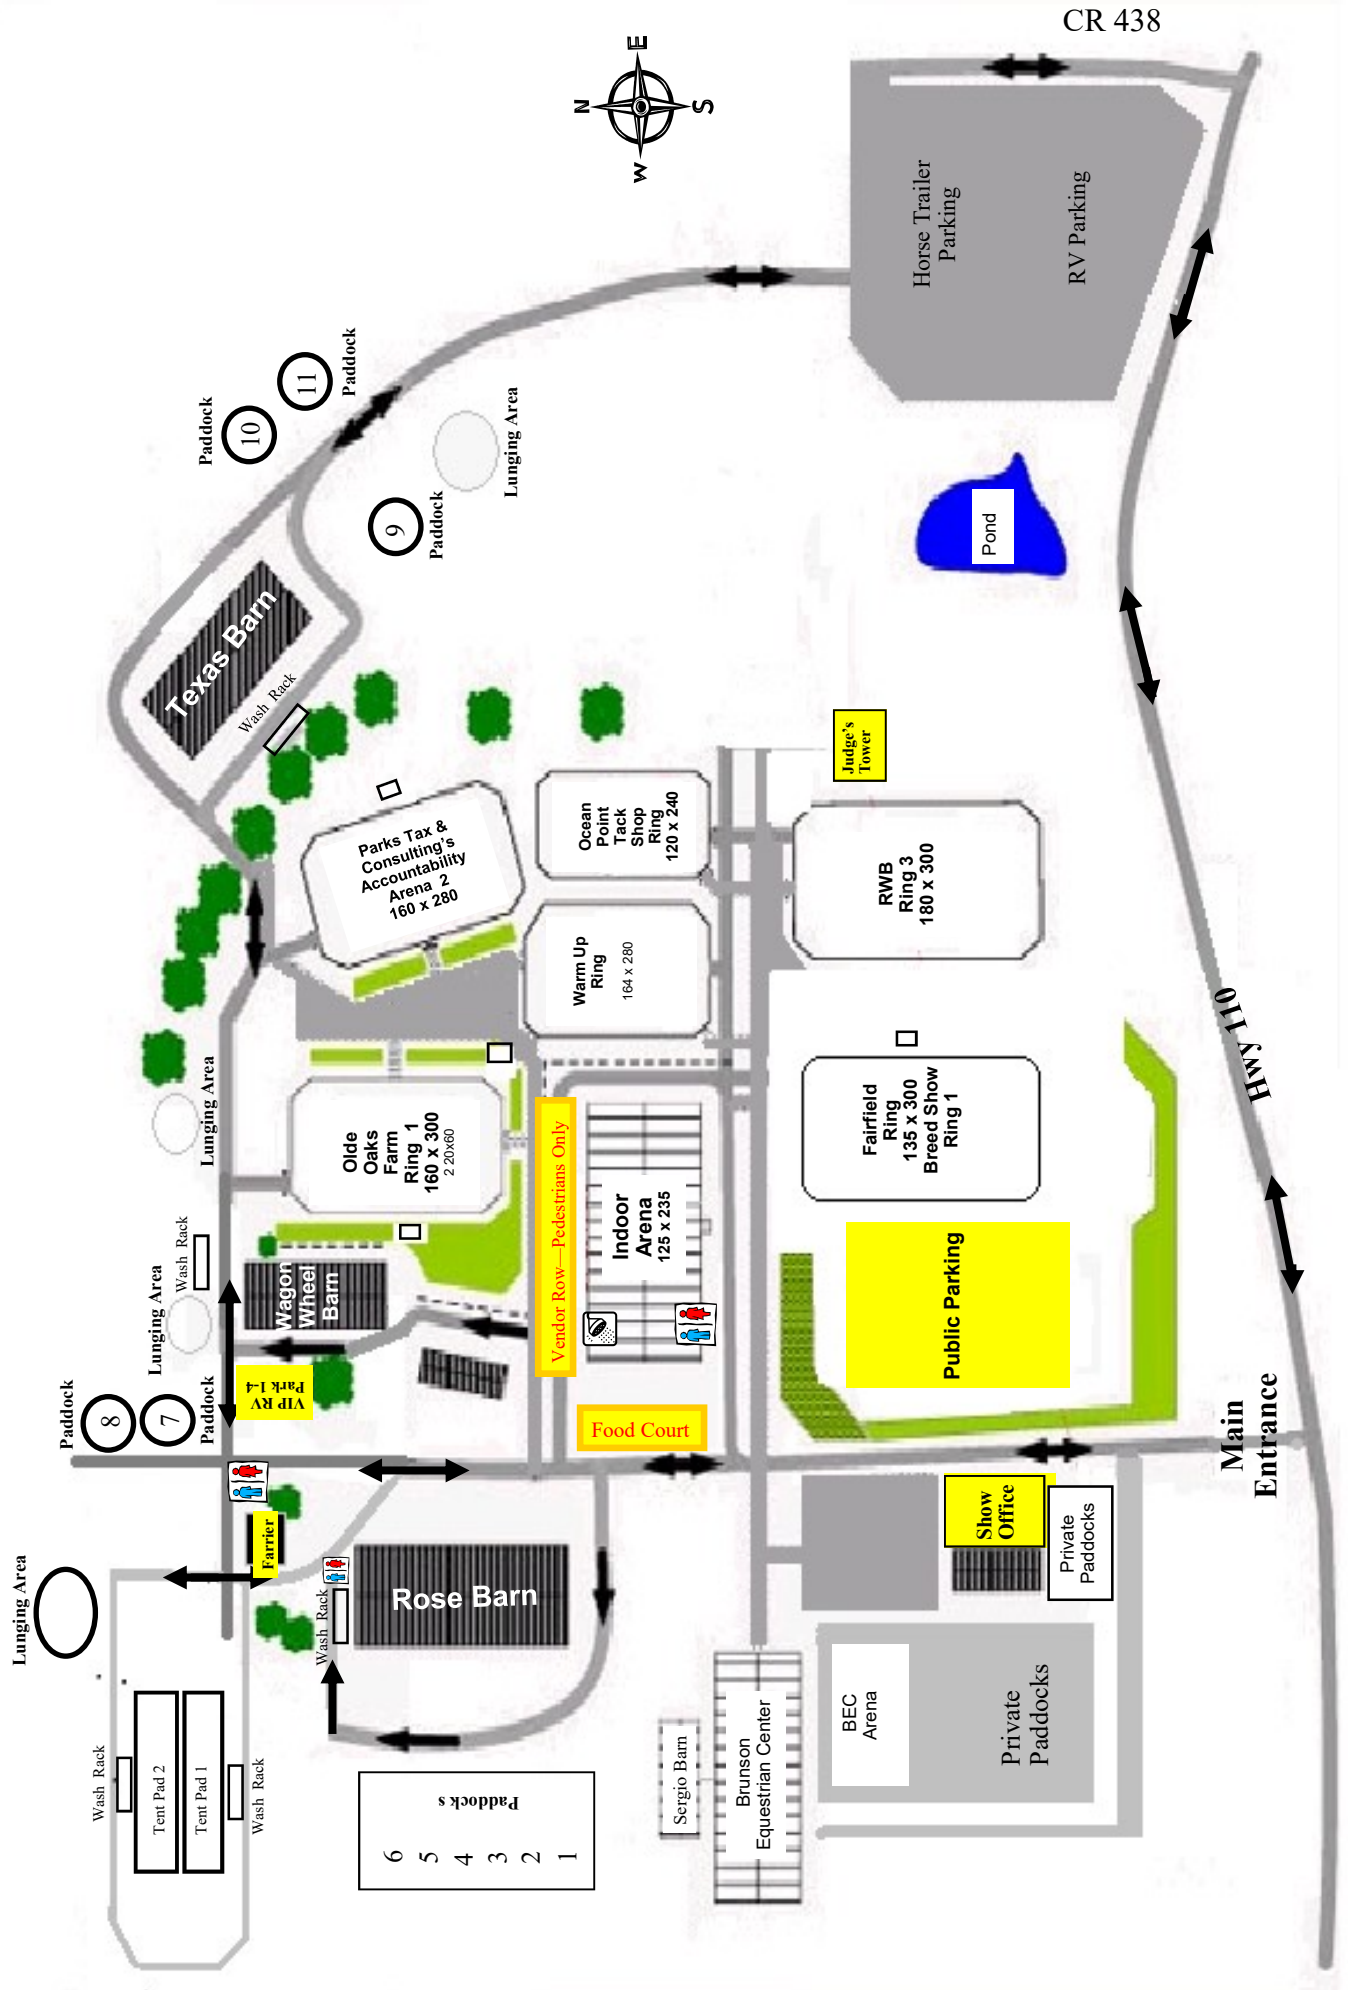 CR 438
E
N
S
W
Horse Trailer
Parking
RV Parking
Paddock
10
11
Paddock
Lunging Area
9
Paddock
Pond
Texas Barn
Wash Rack
Judge's
Tower
Parks Tax &
Consulting's
Accountability
Arena 2
160 x 280
Ocean
Point
Tack
Shop
Ring
120 x 240
RWB
Ring 3
180 x 300
Warm Up
Ring
164 x 280
Hwy 110
Lunging Area
Olde
Oaks
Farm
Ring 1
160 x 300
2 20x60
Vendor Row—Pedestrians Only
Indoor
Arena
125 x 235
Fairfield
Ring
135 x 300
Breed Show
Ring 1
Wash Rack
Lunging Area
Wagon
Wheel
Barn
Public Parking
VIP RV
Park 1-4
Paddock
8
7
Paddock
Food Court
Main
Entrance
Farrier
Show
Office
Private
Paddocks
Lunging Area
Wash Rack
Rose Barn
Wash Rack
Tent Pad 2
Tent Pad 1
Wash Rack
Paddock s
6
5
4
3
2
1
Sergio Barn
Brunson
Equestrian Center
BEC
Arena
Private
Paddocks